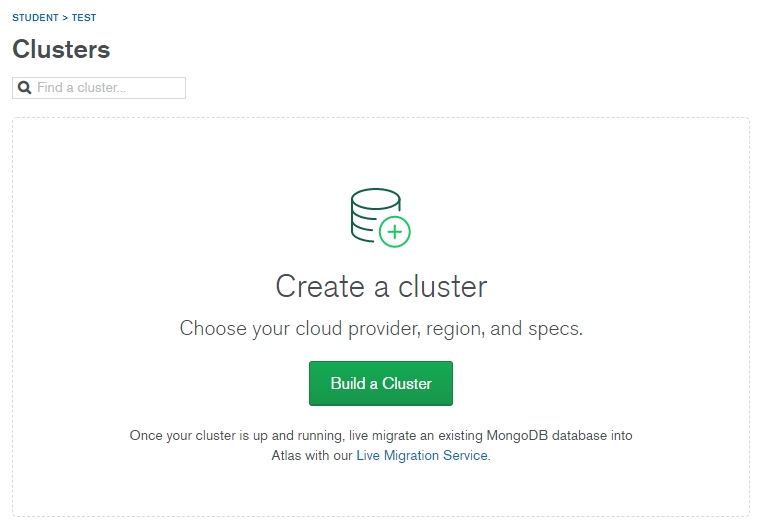 STUDENT > TEST
Clusters
Find a cluster...
Create a cluster
Choose your cloud provider, region, and specs.
Build a Cluster
Once your cluster is up and running, live migrate an existing MongoDB database into
Atlas with our Live Migration Service.